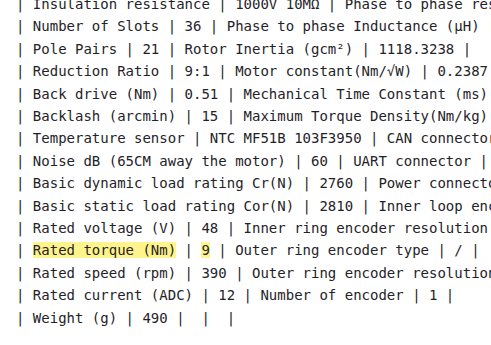 | Insulation resistance | 1000V 10MΩ | Phase to phase res
| Number of Slots | 36 | Phase to phase Inductance (μH)
| Pole Pairs | 21 | Rotor Inertia (gcm²) | 1118.3238 |
| Reduction Ratio | 9:1 | Motor constant(Nm/√W) | 0.2387
| Back drive (Nm) | 0.51 | Mechanical Time Constant (ms)
| Backlash (arcmin) | 15 | Maximum Torque Density(Nm/kg)
| Temperature sensor | NTC MF51B 103F3950 | CAN connector
| Noise dB (65CM away the motor) | 60 | UART connector |
| Basic dynamic load rating Cr(N) | 2760 | Power connect
| Basic static load rating Cor(N) | 2810 | Inner loop enc
| Rated voltage (V) | 48 | Inner ring encoder resolution
| Rated torque (Nm) | 9 | Outer ring encoder type | / |
| Rated speed (rpm) | 390 | Outer ring encoder resolution
| Rated current (ADC) | 12 | Number of encoder | 1 |
| Weight (g) | 490 | | |